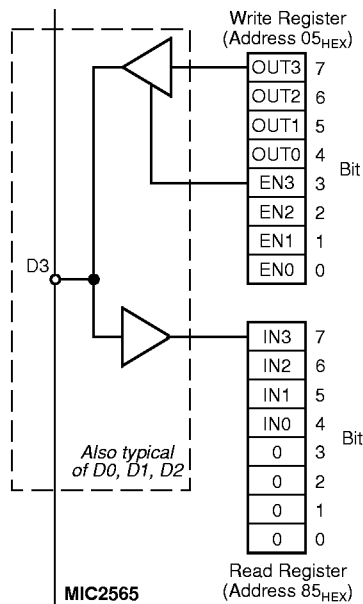 Write Register
(Address 05HEX)
OUT3 7
OUT2 6
OUT1 5
OUT0 4
Bit
EN3 3
EN2 2
EN1 1
EN0 0
D3
IN3 7
IN2 6
IN1 5
IN0 4
Bit
0 3
0 2
0 1
0 0
Also typical
of D0, D1, D2
Read Register
(Address 85HEX)
MIC2565